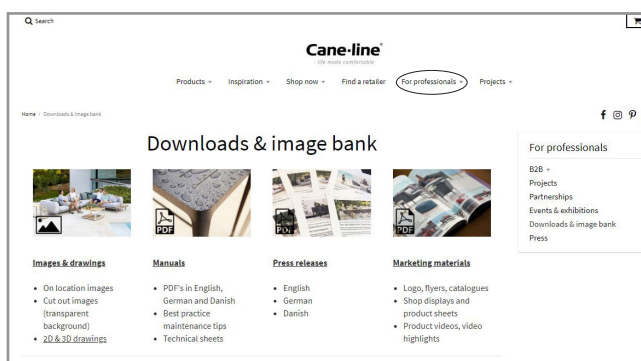 Search
Cane-line®
- life made comfortable
Products Inspiration Shop now Find a retailer For professionals Projects
Home › Downloads & image bank
Downloads & image bank
PDF
PDF
PDF
Images & drawings
• On location images
• Cut out images
(transparent
background)
• 2D & 3D drawings
Manuals
• PDF's in English,
German and Danish
• Best practice
maintenance tips
• Technical sheets
Press releases
• English
• German
• Danish
Marketing materials
• Logo, flyers, catalogues
• Shop displays and
product sheets
• Product videos, video
highlights
For professionals
B2B
Projects
Partnerships
Events & exhibitions
Downloads & image bank
Press